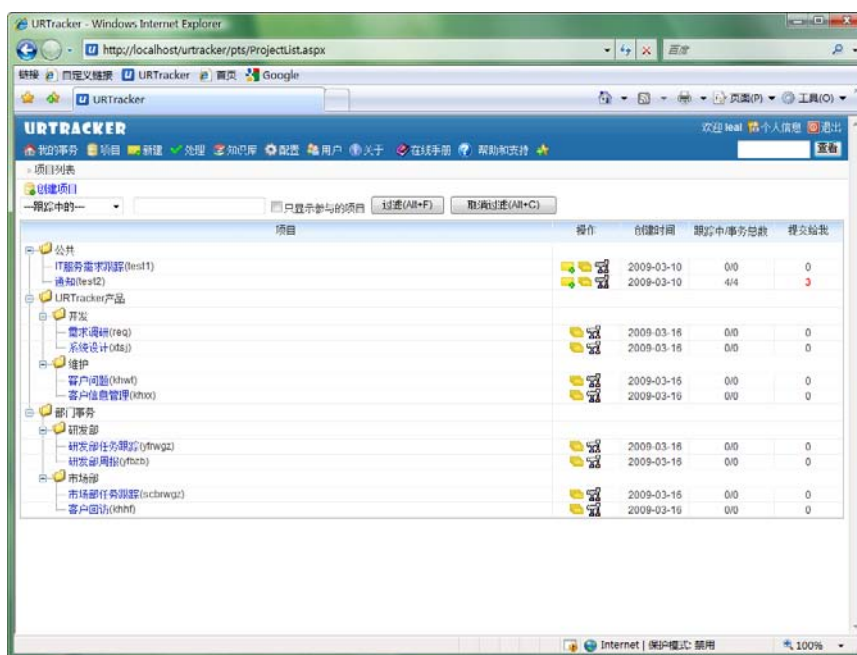 URTracker - Windows Internet Explorer
http://localhost/urtracker/pts/ProjectList.aspx 百度
链接 自定义链接 URTracker 首页 Google
URTracker 页面(P) 工具(O)
URTRACKER 欢迎 leal 个人信息 退出
我的事务 项目 新建 处理 知识库 配置 用户 关于 在线手册 帮助和支持 查看
» 项目列表
创建项目
---跟踪中的--- 只显示参与的项目 过滤(Alt+F) 取消过滤(Alt+C)
项目 操作 创建时间 跟踪中/事务总数 提交给我
公共
IT服务需求跟踪(test1) 2009-03-10 0/0 0
通知(test2) 2009-03-10 4/4 3
URTracker产品
开发
需求调研(req) 2009-03-16 0/0 0
系统设计(xtsj) 2009-03-16 0/0 0
维护
客户问题(khwt) 2009-03-16 0/0 0
客户信息管理(khxx) 2009-03-16 0/0 0
部门事务
研发部
研发部任务跟踪(yfrwgz) 2009-03-16 0/0 0
研发部周报(yfbzb) 2009-03-16 0/0 0
市场部
市场部任务跟踪(scbrwgz) 2009-03-16 0/0 0
客户回访(khhf) 2009-03-16 0/0 0
Internet | 保护模式: 禁用 100%